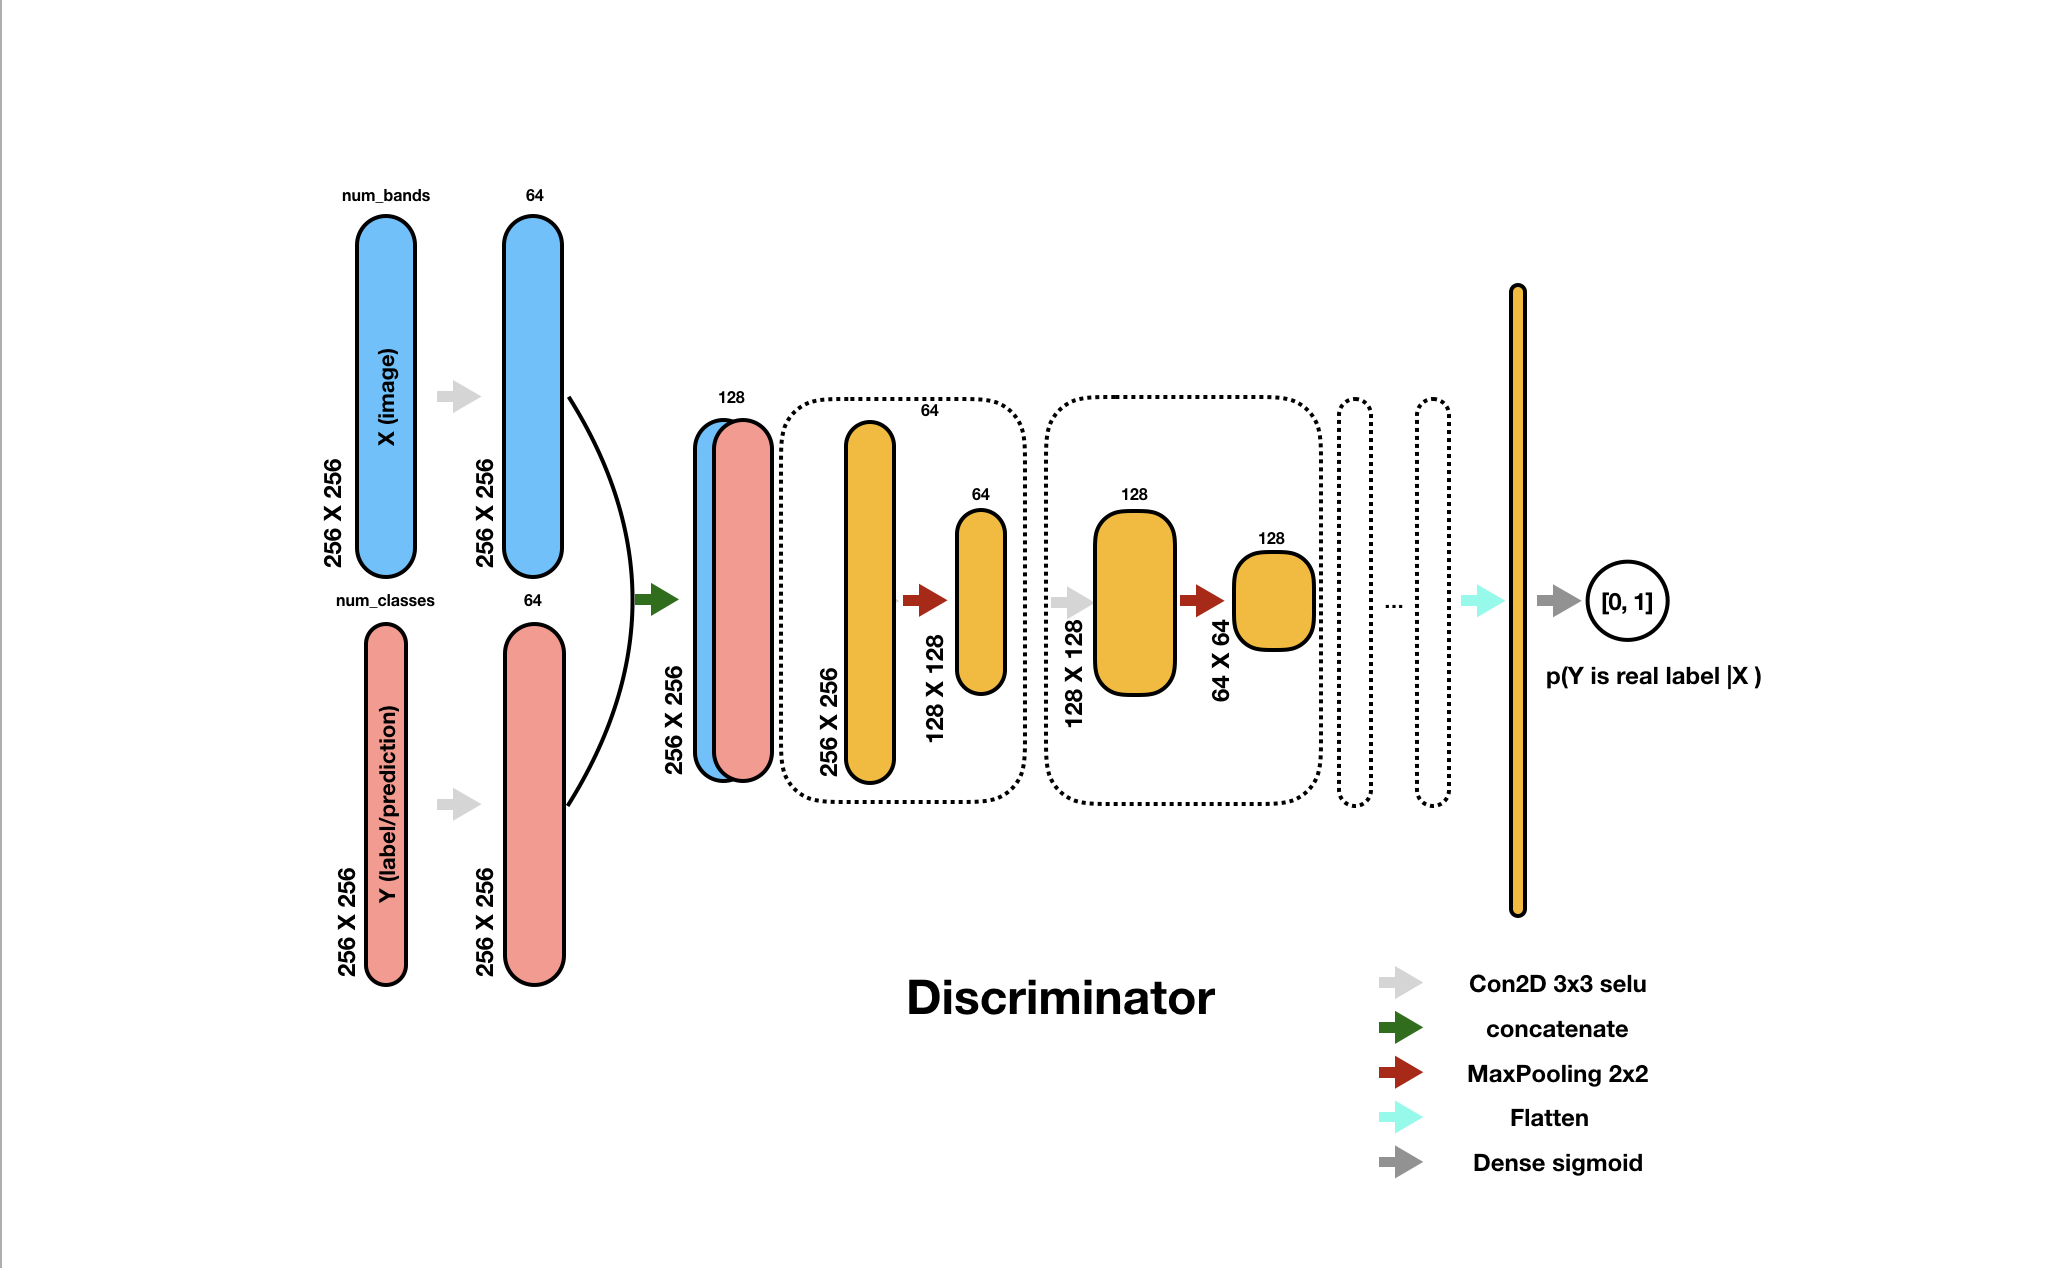 num_bands
64
X (image)
256 X 256
256 X 256
num_classes
64
Y (label/prediction)
256 X 256
256 X 256
128
256 X 256
64
256 X 256
64
128 X 128
128
128 X 128
128
64 X 64
...
[0, 1]
p(Y is real label |X )
Discriminator
Con2D 3x3 selu
concatenate
MaxPooling 2x2
Flatten
Dense sigmoid